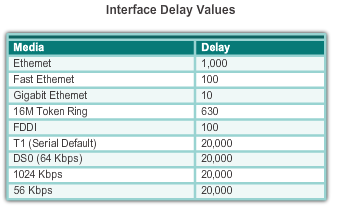 Interface Delay Values
Media Delay
Ethernet 1,000
Fast Ethernet 100
Gigabit Ethernet 10
16M Token Ring 630
FDDI 100
T1 (Serial Default) 20,000
DS0 (64 Kbps) 20,000
1024 Kbps 20,000
56 Kbps 20,000